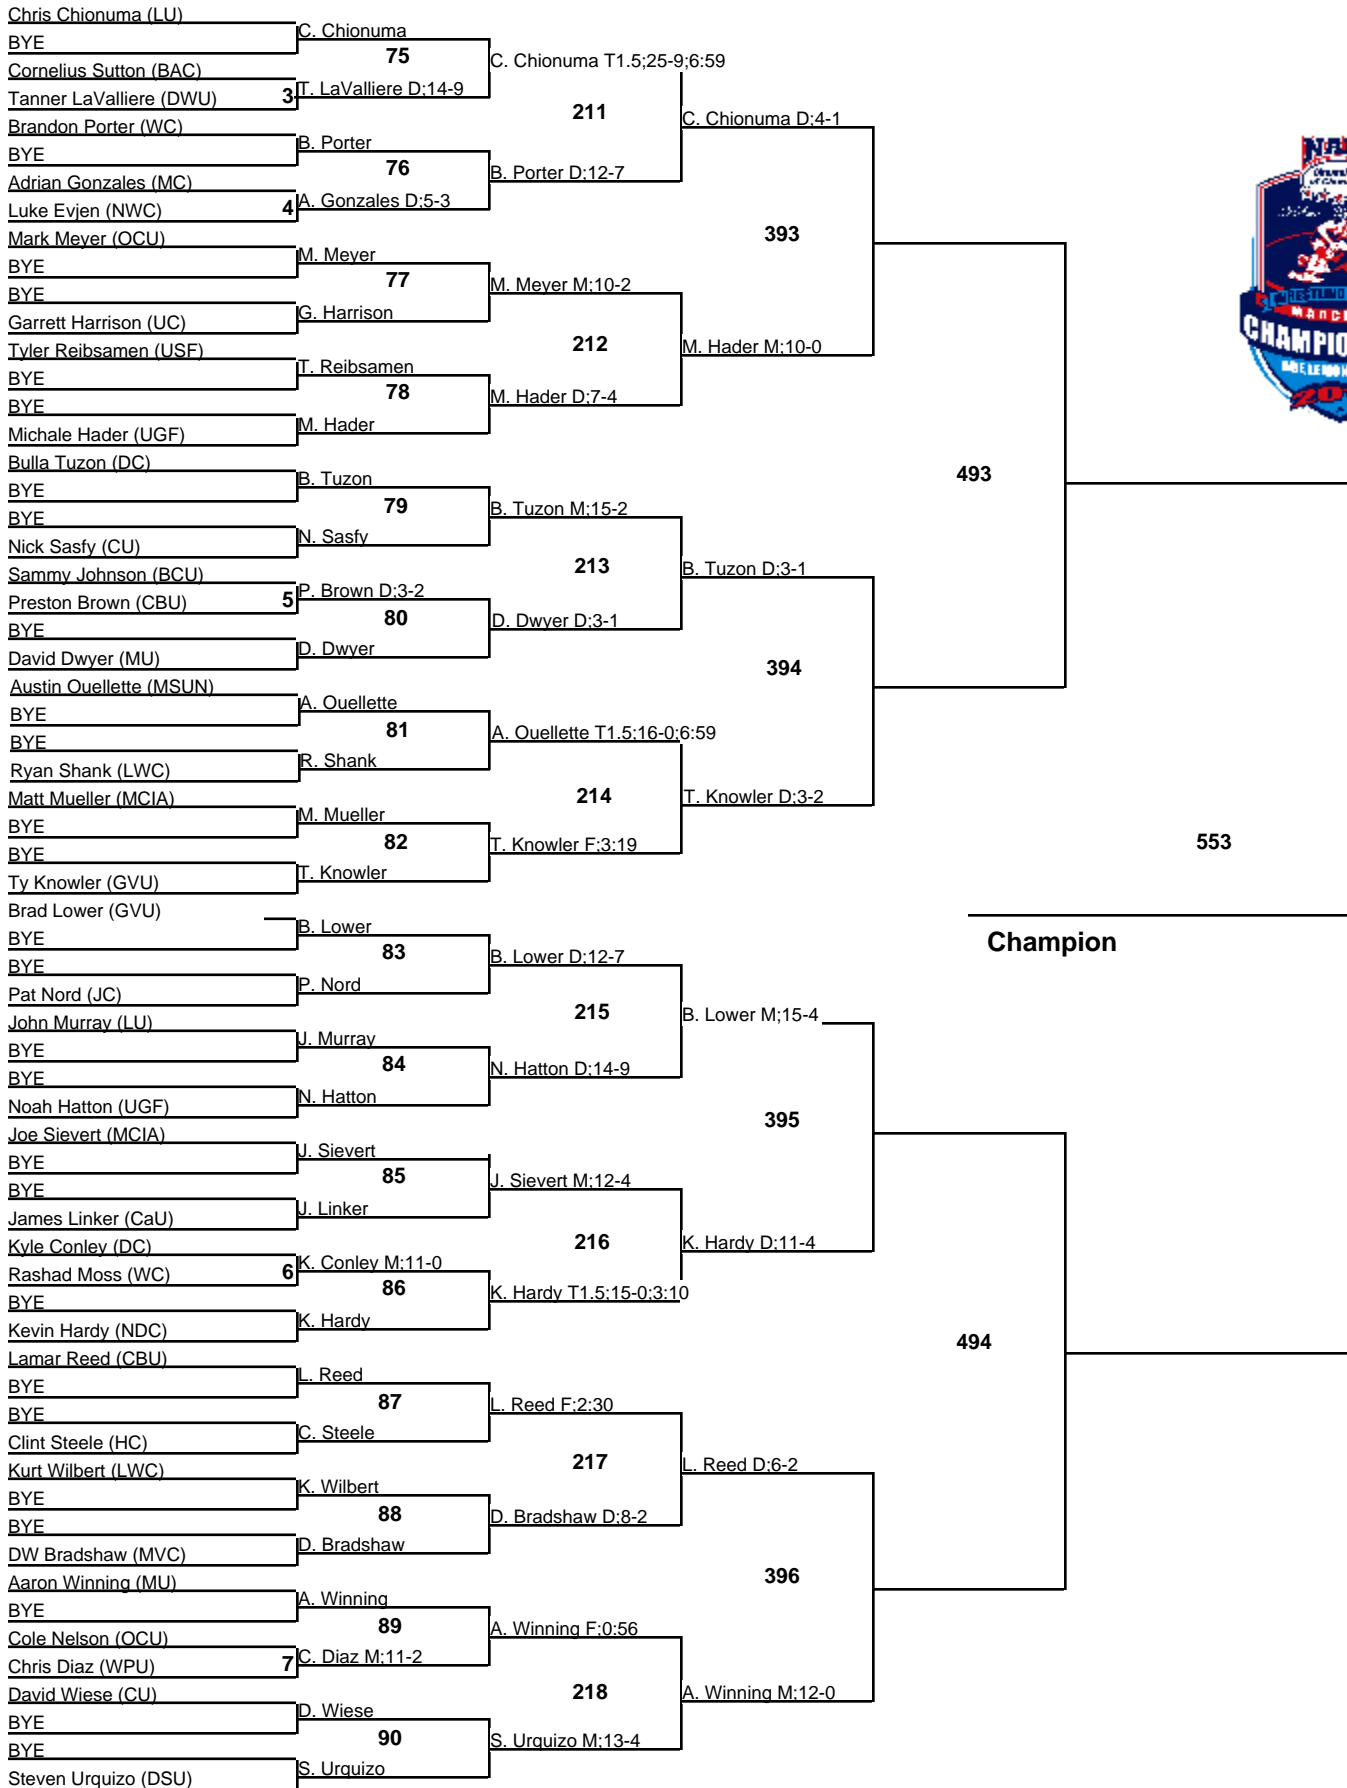 Chris Chionuma (LU)
BYE
Cornelius Sutton (BAC)
Tanner LaValliere (DWU)
Brandon Porter (WC)
BYE
Adrian Gonzales (MC)
Luke Evjen (NWC)
Mark Meyer (OCU)
BYE
BYE
Garrett Harrison (UC)
Tyler Reibsamen (USF)
BYE
BYE
Michale Hader (UGF)
Bulla Tuzon (DC)
BYE
BYE
Nick Sasfy (CU)
Sammy Johnson (BCU)
Preston Brown (CBU)
BYE
David Dwyer (MU)
Austin Ouellette (MSUN)
BYE
BYE
Ryan Shank (LWC)
Matt Mueller (MCIA)
BYE
BYE
Ty Knowler (GVU)
Brad Lower (GVU)
BYE
BYE
Pat Nord (JC)
John Murray (LU)
BYE
BYE
Noah Hatton (UGF)
Joe Sievert (MCIA)
BYE
BYE
James Linker (CaU)
Kyle Conley (DC)
Rashad Moss (WC)
BYE
Kevin Hardy (NDC)
Lamar Reed (CBU)
BYE
BYE
Clint Steele (HC)
Kurt Wilbert (LWC)
BYE
BYE
DW Bradshaw (MVC)
Aaron Winning (MU)
BYE
Cole Nelson (OCU)
Chris Diaz (WPU)
David Wiese (CU)
BYE
BYE
Steven Urquizo (DSU)
3
4
5
6
7
C. Chionuma
75
T. LaValliere D;14-9
B. Porter
76
A. Gonzales D;5-3
M. Meyer
77
G. Harrison
T. Reibsamen
78
M. Hader
B. Tuzon
79
N. Sasfy
P. Brown D;3-2
80
D. Dwyer
A. Ouellette
81
R. Shank
M. Mueller
82
T. Knowler
B. Lower
83
P. Nord
J. Murray
84
N. Hatton
J. Sievert
85
J. Linker
K. Conley M;11-0
86
K. Hardy
L. Reed
87
C. Steele
K. Wilbert
88
D. Bradshaw
A. Winning
89
C. Diaz M;11-2
D. Wiese
90
S. Urquizo
C. Chionuma T1.5;25-9;6:59
211
B. Porter D;12-7
M. Meyer M;10-2
212
M. Hader D;7-4
B. Tuzon M;15-2
213
D. Dwyer D;3-1
A. Ouellette T1.5;16-0;6:59
214
T. Knowler F;3:19
B. Lower D;12-7
215
N. Hatton D;14-9
J. Sievert M;12-4
216
K. Hardy T1.5;15-0;3:10
L. Reed F;2:30
217
D. Bradshaw D;8-2
A. Winning F;0:56
218
S. Urquizo M;13-4
C. Chionuma D;4-1
393
M. Hader M;10-0
B. Tuzon D;3-1
394
T. Knowler D;3-2
B. Lower M;15-4
395
K. Hardy D;11-4
L. Reed D;6-2
396
A. Winning M;12-0
493
494
553
Champion